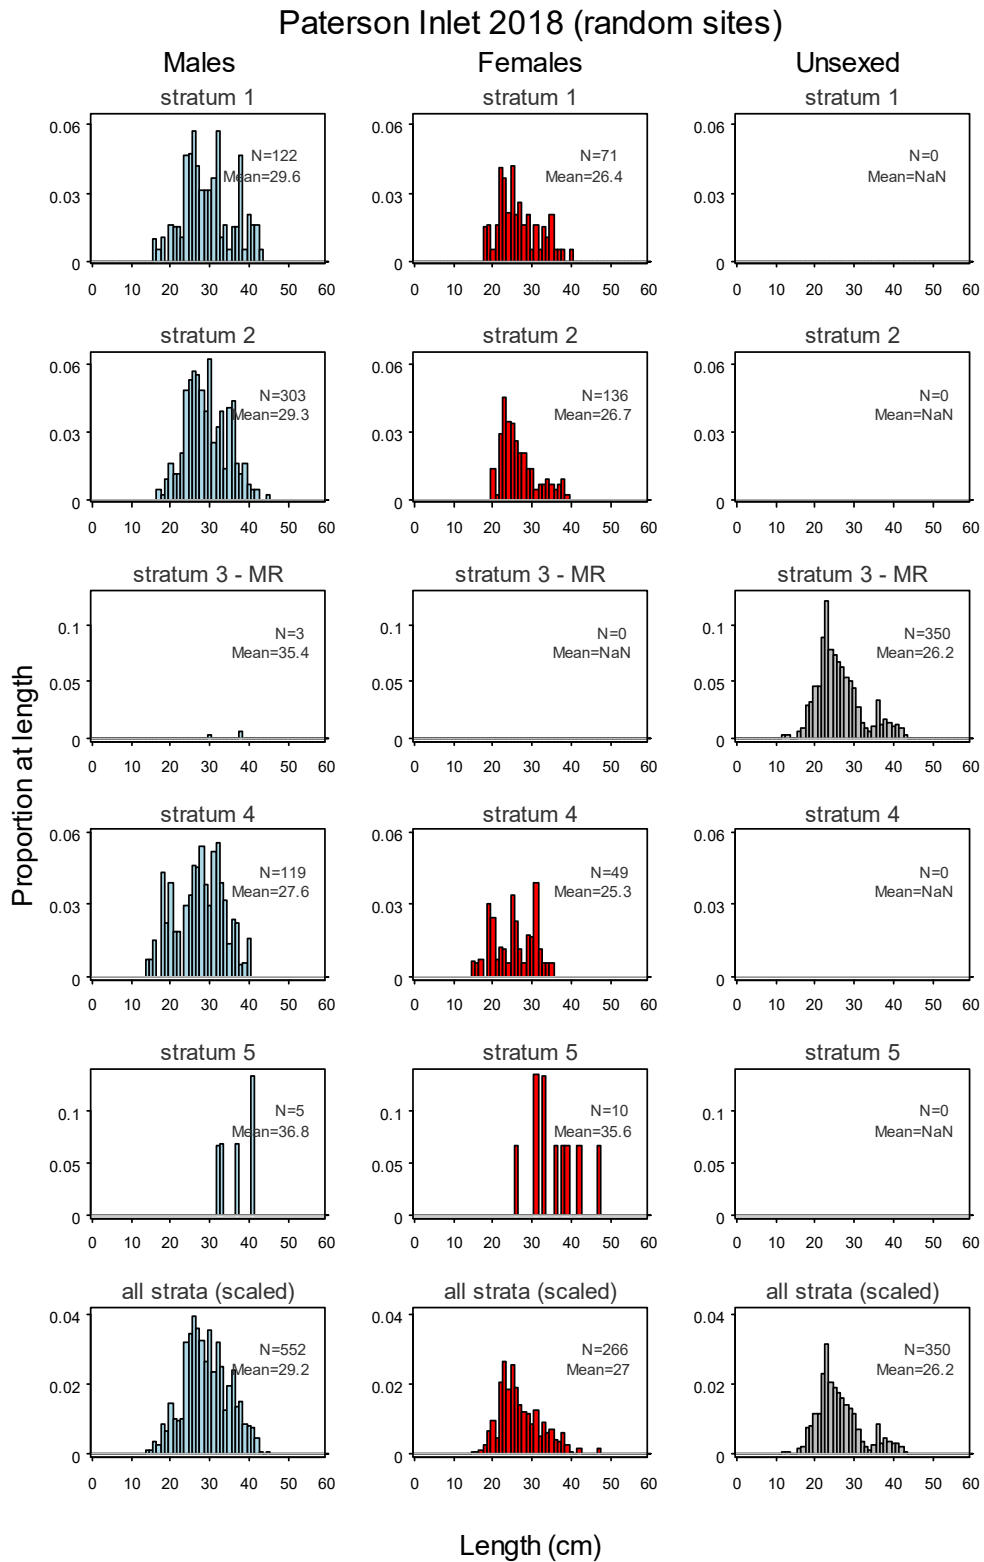 Paterson Inlet 2018 (random sites)
Males Females Unsexed
stratum 1 stratum 1 stratum 1
0.06 0.06 0.06
N=122 N=71 N=0
Mean=29.6 Mean=26.4 Mean=NaN
0.03 0.03 0.03
0 0 0
0 10 20 30 40 50 60 0 10 20 30 40 50 60 0 10 20 30 40 50 60
stratum 2 stratum 2 stratum 2
0.06 0.06 0.06
N=303 N=136 N=0
Mean=29.3 Mean=26.7 Mean=NaN
0.03 0.03 0.03
0 0 0
0 10 20 30 40 50 60 0 10 20 30 40 50 60 0 10 20 30 40 50 60
stratum 3 - MR stratum 3 - MR stratum 3 - MR
0.1 0.1 0.1
N=3 N=0 N=350
Mean=35.4 Mean=NaN Mean=26.2
0.05 0.05 0.05
0 0 0
0 10 20 30 40 50 60 0 10 20 30 40 50 60 0 10 20 30 40 50 60
Proportion at length
stratum 4 stratum 4 stratum 4
0.06 0.06 0.06
N=119 N=49 N=0
Mean=27.6 Mean=25.3 Mean=NaN
0.03 0.03 0.03
0 0 0
0 10 20 30 40 50 60 0 10 20 30 40 50 60 0 10 20 30 40 50 60
stratum 5 stratum 5 stratum 5
0.1 0.1 0.1
N=5 N=10 N=0
Mean=36.8 Mean=35.6 Mean=NaN
0.05 0.05 0.05
0 0 0
0 10 20 30 40 50 60 0 10 20 30 40 50 60 0 10 20 30 40 50 60
all strata (scaled) all strata (scaled) all strata (scaled)
0.04 0.04 0.04
N=552 N=266 N=350
Mean=29.2 Mean=27 Mean=26.2
0.02 0.02 0.02
0 0 0
0 10 20 30 40 50 60 0 10 20 30 40 50 60 0 10 20 30 40 50 60
Length (cm)